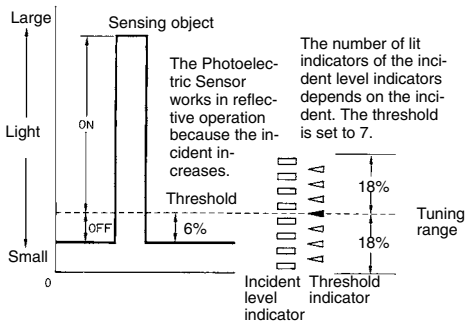 Large
Sensing object
The Photoelec-
tric Sensor
works in reflec-
tive operation
because the in-
cident in-
creases.
The number of lit
indicators of the inci-
dent level indicators
depends on the inci-
dent. The threshold
is set to 7.
ON
Light
Threshold
18%
OFF
6%
Tuning
range
18%
Small
0
Incident
level
indicator
Threshold
indicator